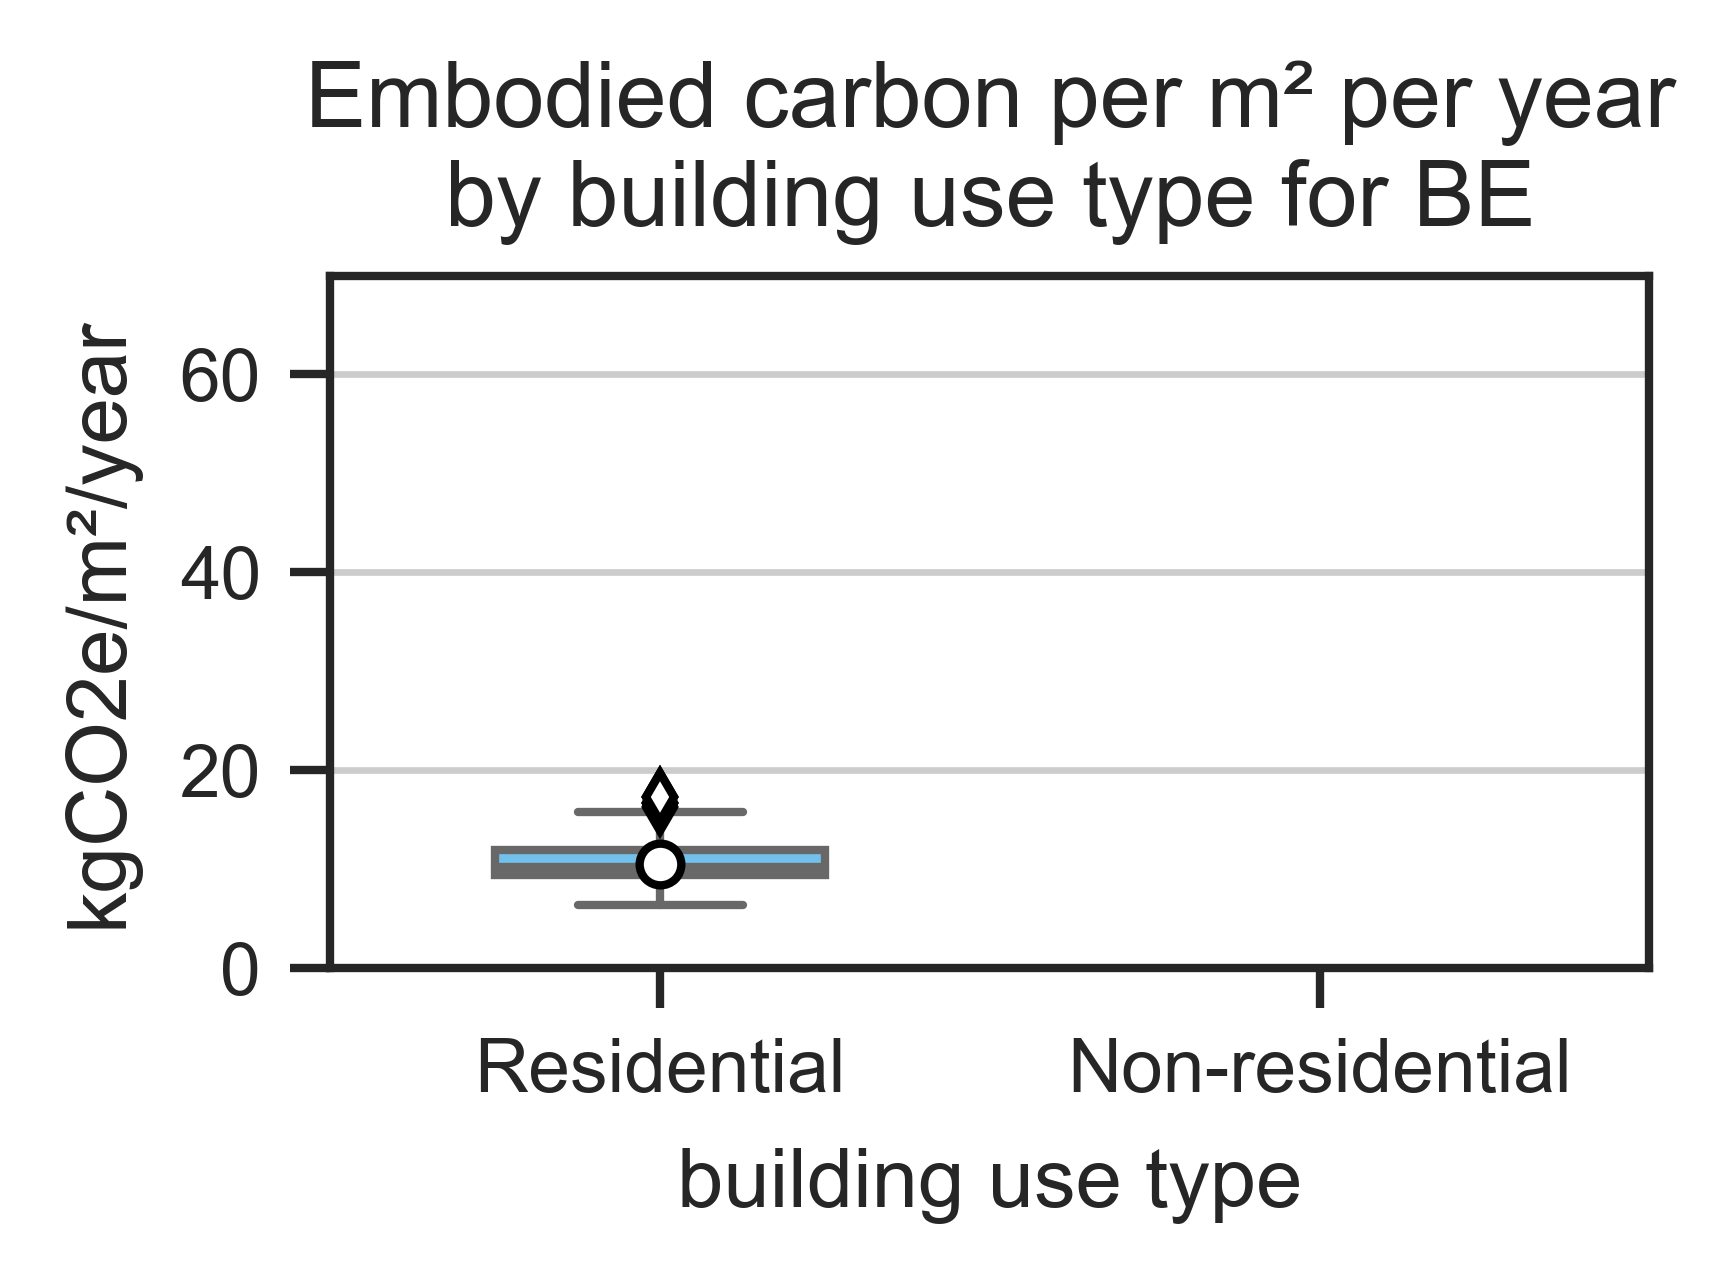 Embodied carbon per m² per year
by building use type for BE
kgCO2e/m²/year
60
40
20
0
Residential
Non-residential
building use type